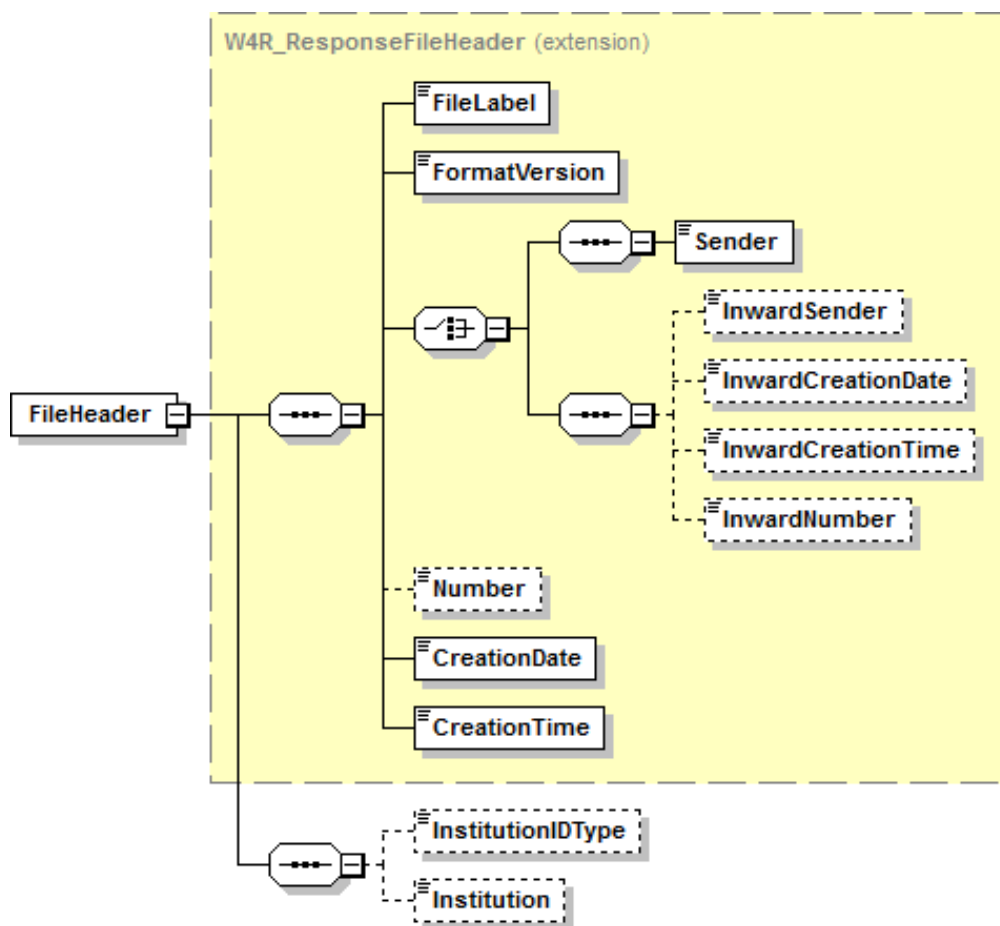 W4R_ResponseFileHeader (extension)
FileLabel
FormatVersion
Sender
InwardSender
InwardCreationDate
FileHeader
InwardCreationTime
InwardNumber
Number
CreationDate
CreationTime
InstitutionIDType
Institution